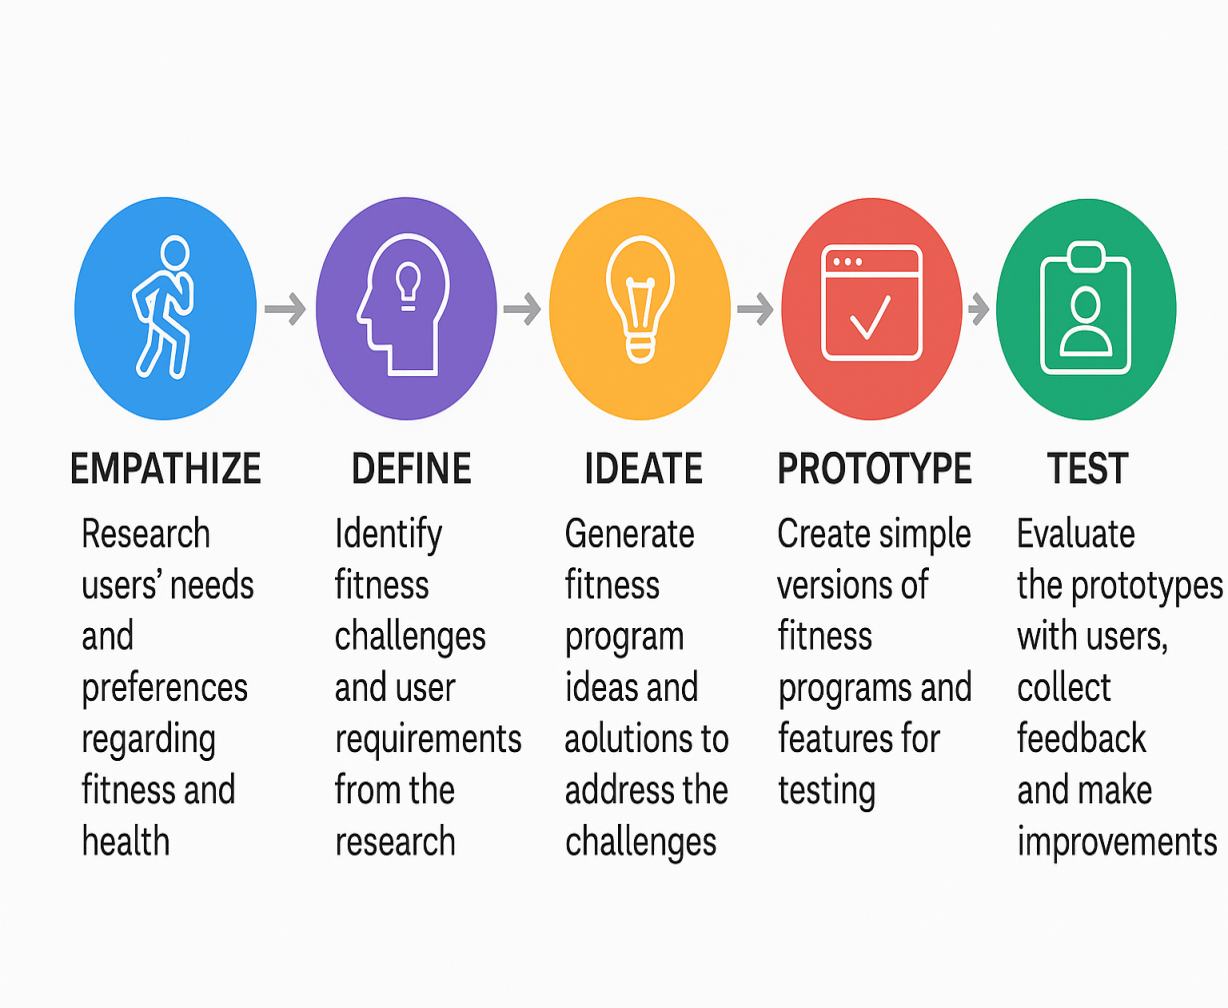 EMPATHIZE
Research
users’ needs
and
preferences
regarding
fitness and
health
DEFINE
Identify
fitness
challenges
and user
requirements
from the
research
IDEATE
Generate
fitness
program
ideas and
aolutions to
address the
challenges
PROTOTYPE
Create simple
versions of
fitness
programs and
features for
testing
TEST
Evaluate
the prototypes
with users,
collect
feedback
and make
improvements